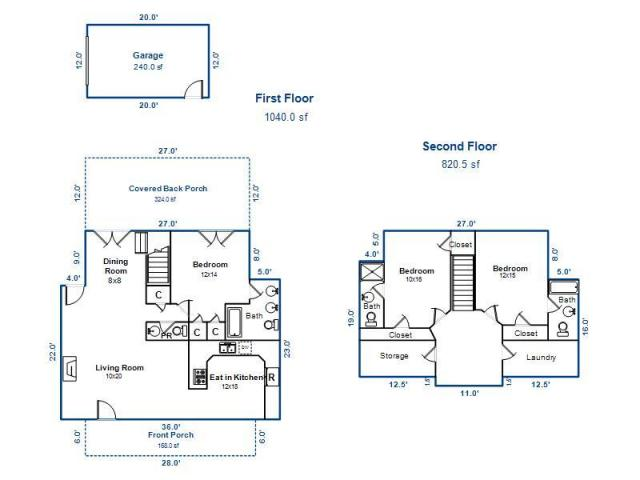 20.0'
12.0'
Garage
240.0 sf
12.0'
20.0'
First Floor
1040.0 sf
27.0'
12.0'
Covered Back Porch
324.0 sf
12.0'
27.0'
9.0'
Dining
Room
8x8
Bedroom
12x14
8.0'
4.0'
5.0'
C
Bath
PR
C
C
22.0'
23.0'
Living Room
10x20
DW
Eat in Kitchen
12x18
R
6.0'
36.0'
Front Porch
168.0 sf
6.0'
28.0'
Second Floor
820.5 sf
27.0'
5.0'
Closet
8.0'
4.0'
Bedroom
10x16
Bedroom
12x15
5.0'
Bath
Bath
19.0'
16.0'
Closet
Closet
Storage
Laundry
12.5'
1.5'
11.0'
1.5'
12.5'